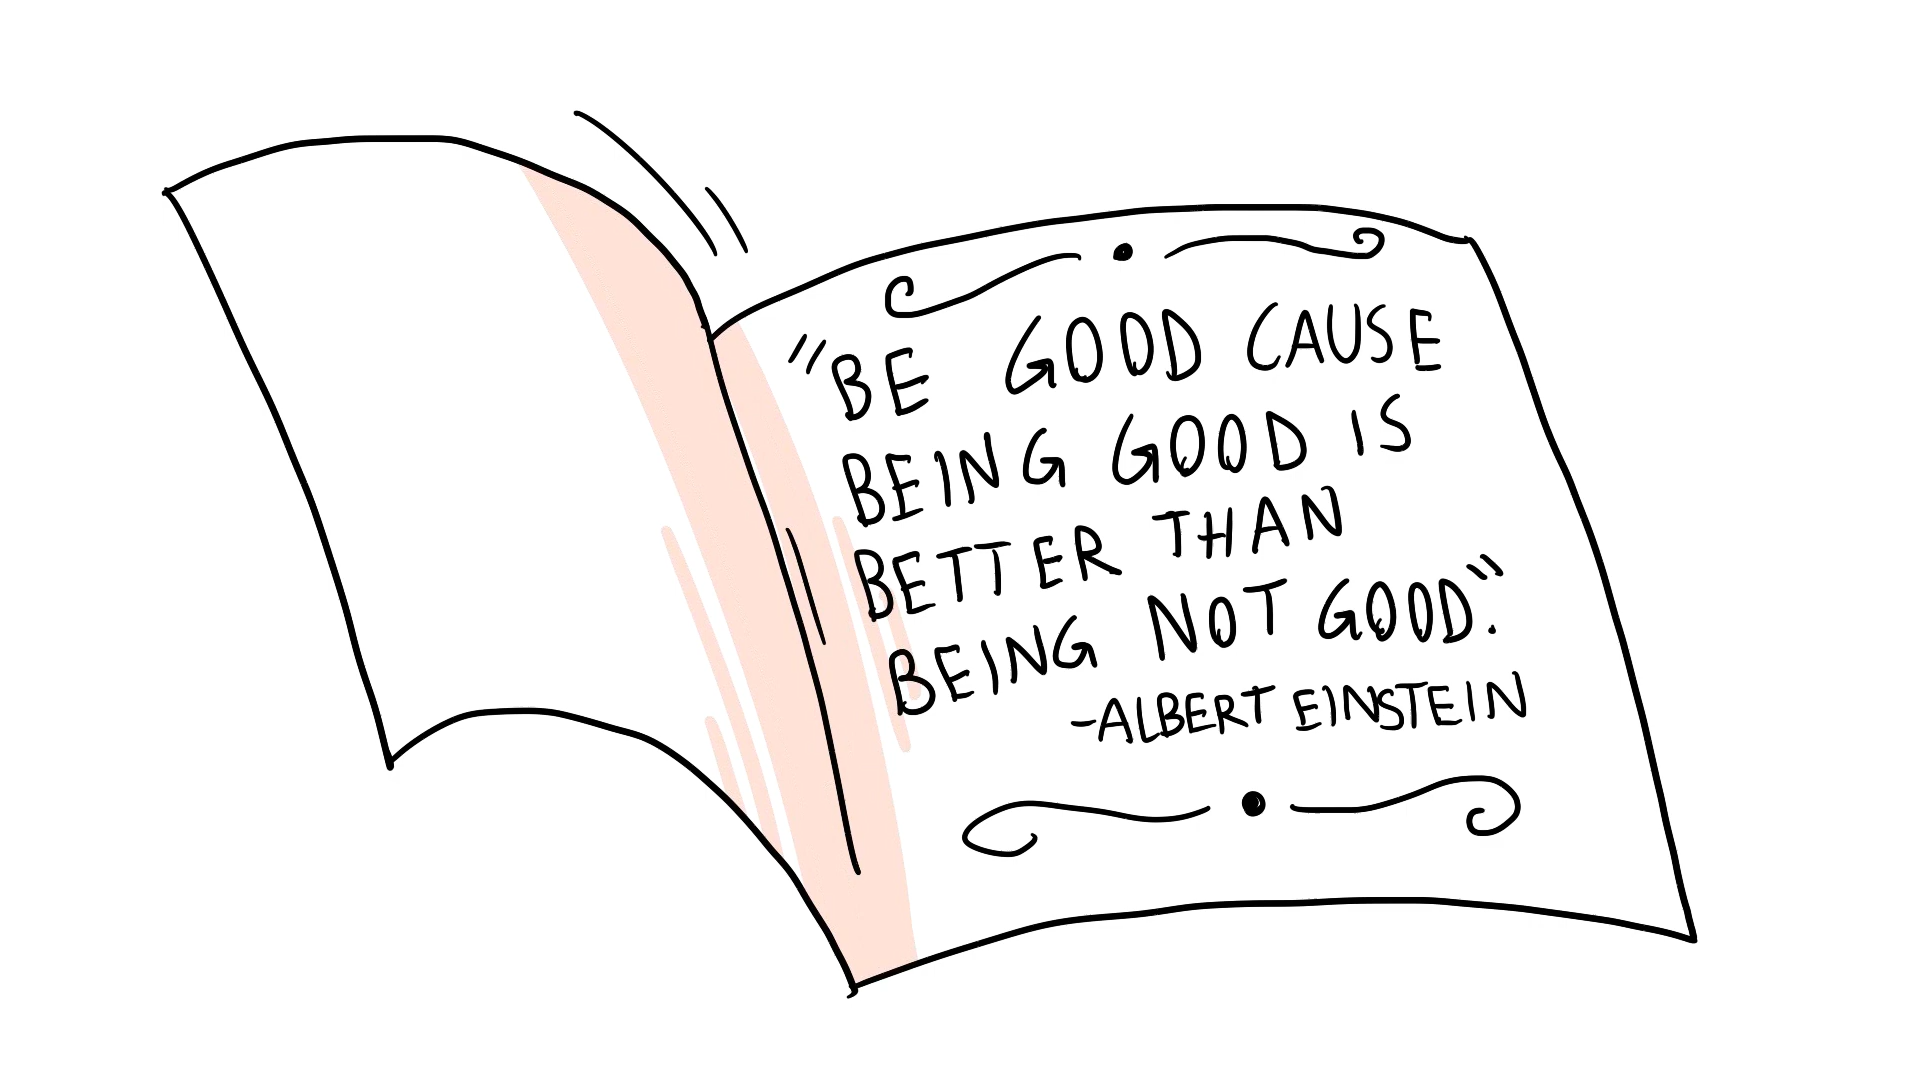 "BE GOOD CAUSE
BEING GOOD IS
BETTER THAN
BEING NOT GOOD."
-ALBERT EINSTEIN